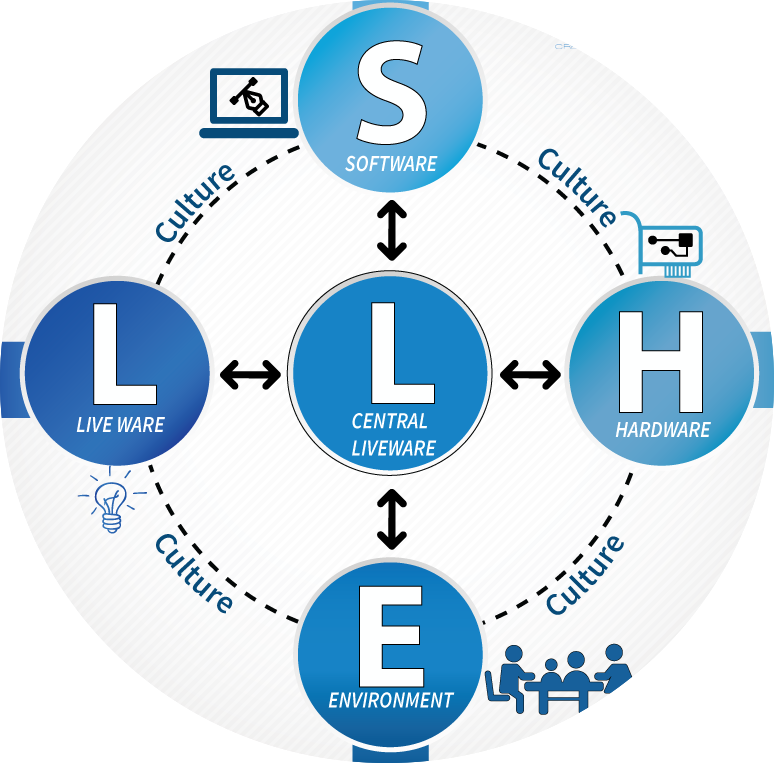 S
SOFTWARE
Culture
Culture
L
LIVE WARE
L
CENTRAL
LIVEWARE
H
HARDWARE
Culture
Culture
E
ENVIRONMENT